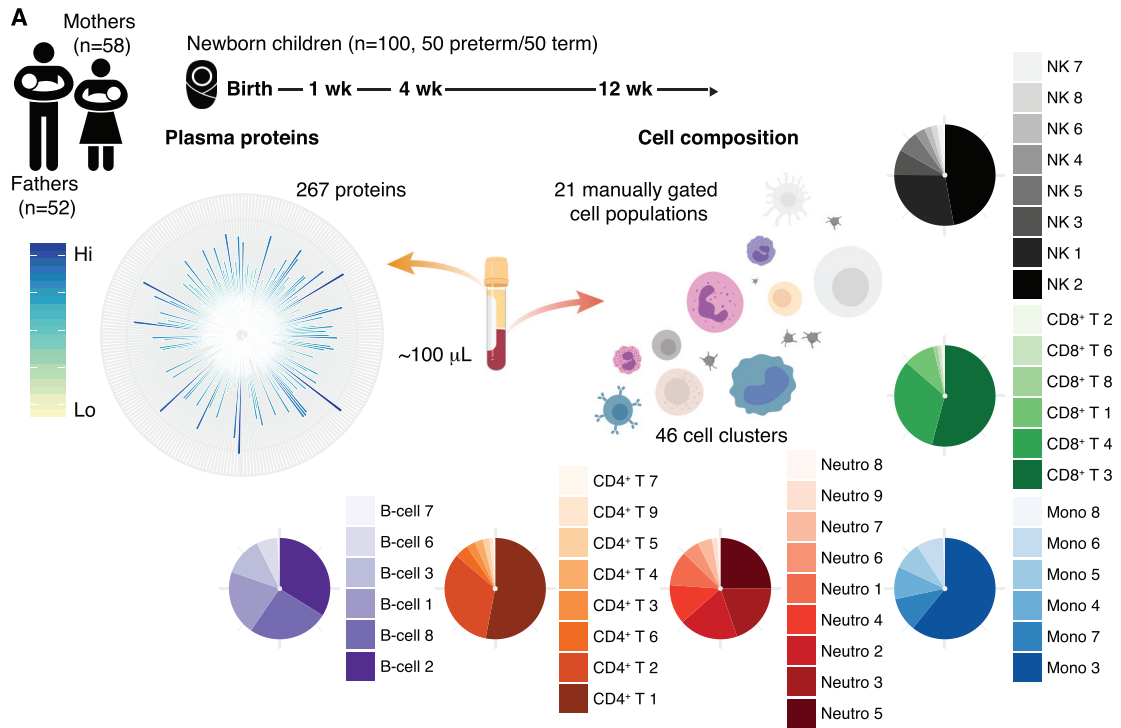 A
Mothers
(n=58)
Newborn children (n=100, 50 preterm/50 term)
Birth 1 wk 4 wk 12 wk
Fathers
(n=52)
Plasma proteins
267 proteins
Hi
Lo
~100 μL
Cell composition
21 manually gated
cell populations
46 cell clusters
NK 7
NK 8
NK 6
NK 4
NK 5
NK 3
NK 1
NK 2
CD8⁺ T 2
CD8⁺ T 6
CD8⁺ T 8
CD8⁺ T 1
CD8⁺ T 4
CD8⁺ T 3
B-cell 7
B-cell 6
B-cell 3
B-cell 1
B-cell 8
B-cell 2
CD4⁺ T 7
CD4⁺ T 9
CD4⁺ T 5
CD4⁺ T 4
CD4⁺ T 3
CD4⁺ T 6
CD4⁺ T 2
CD4⁺ T 1
Neutro 8
Neutro 9
Neutro 7
Neutro 6
Neutro 1
Neutro 4
Neutro 2
Neutro 3
Neutro 5
Mono 8
Mono 6
Mono 5
Mono 4
Mono 7
Mono 3